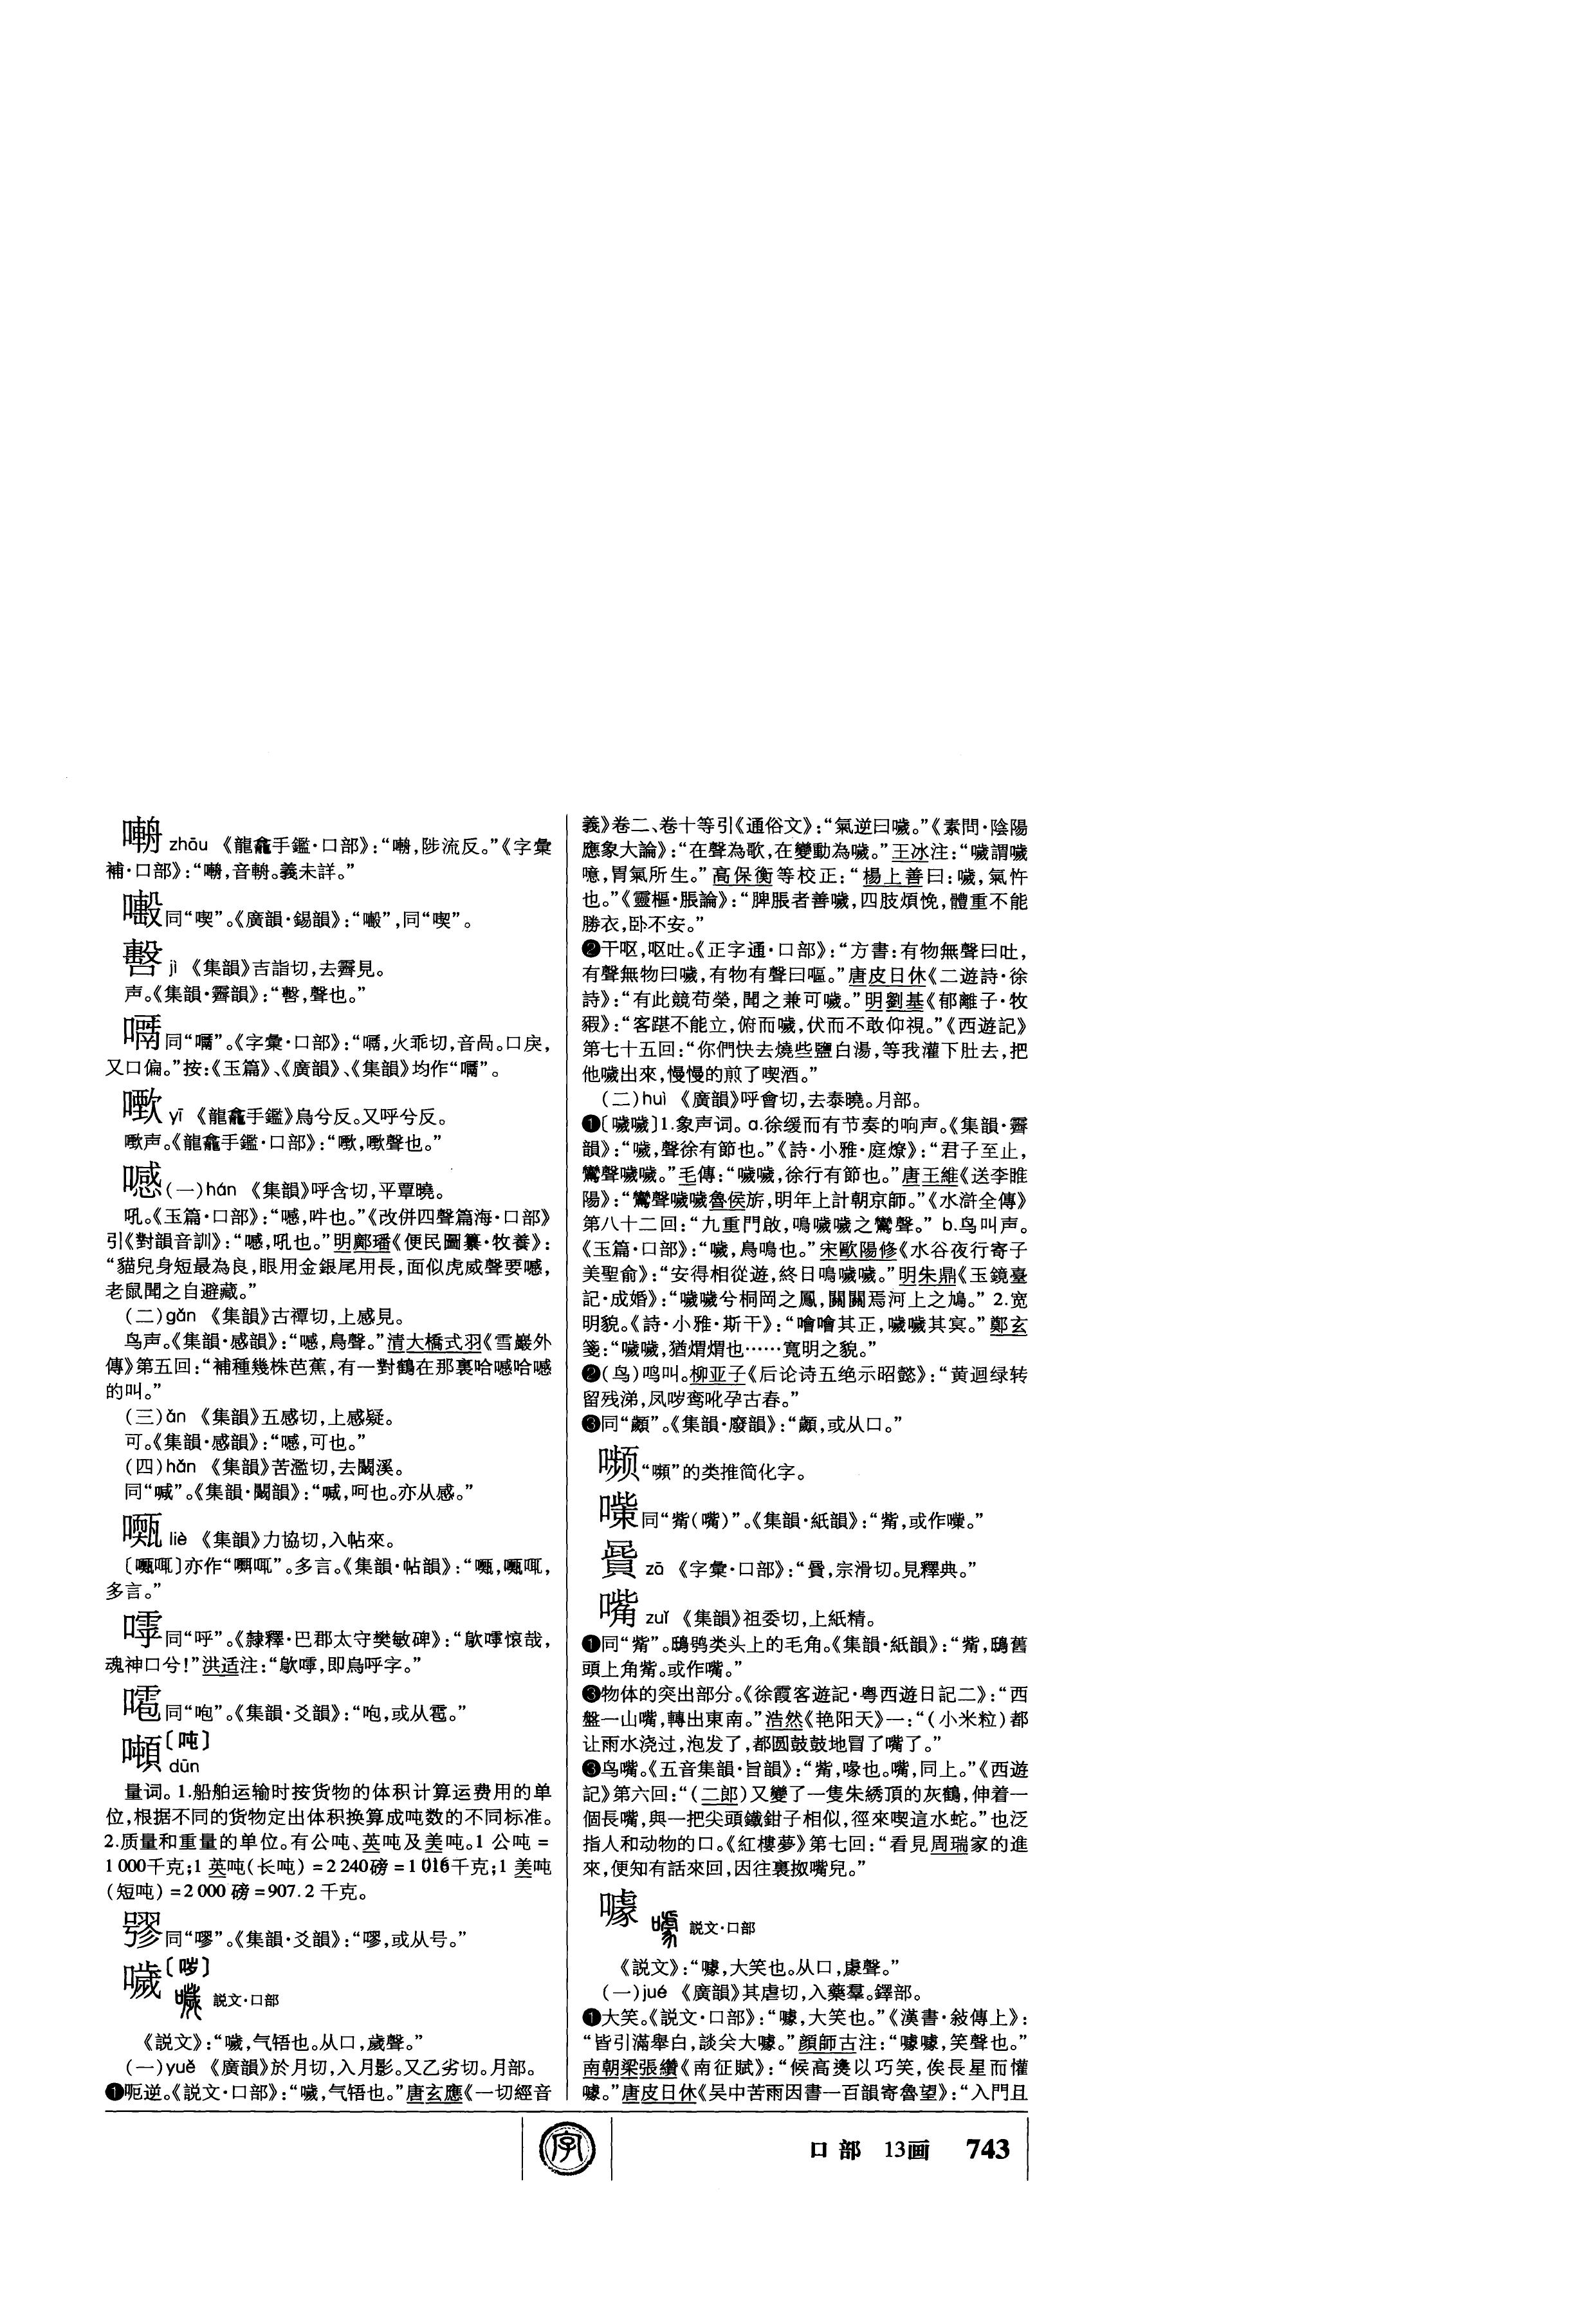 zhōu 《龍龕手鑑·口部》：“，陟流反。”《字彙
補·口部》：“，音輈。義未詳。”
同“喫”。《廣韻·錫韻》：“”，同“喫”。
jì 《集韻》吉詣切，去霽見。
声。《集韻·霽韻》：“，聲也。”
同“”。《字彙·口部》：“，火乖切，音咼。口戾，
又口偏。”按：《玉篇》、《廣韻》、《集韻》均作“”。
yī 《龍龕手鑑》烏兮反。又呼兮反。
声。《龍龕手鑑·口部》：“，聲也。”
㘕(一)hán 《集韻》呼含切，平覃曉。
吼。《玉篇·口部》：“㘕，吽也。”《改併四聲篇海·口部》
引《對韻音訓》：“㘕，吼也。”明鄺璠《便民圖纂·牧養》：
“貓兒身短最為良，眼用金銀尾用長，面似虎威聲要㘕，
老鼠聞之自避藏。”
(二)gǎn 《集韻》古禫切，上感見。
鸟声。《集韻·感韻》：“㘕，鳥聲。”清大橋式羽《雪巖外
傳》第五回：“補種幾株芭蕉，有一對鶴在那裏哈㘕哈㘕
的叫。”
(三)ǎn 《集韻》五感切，上感疑。
可。《集韻·感韻》：“㘕，可也。”
(四)hǎn 《集韻》苦濫切，去闞溪。
同“喊”。《集韻·闞韻》：“喊，呵也。亦从感。”
liè 《集韻》力協切，入帖來。
〔〕亦作“”。多言。《集韻·帖韻》：“，，
多言。”
同“呼”。《隸釋·巴郡太守樊敏碑》：“歍懷哉，
魂神口兮!”洪适注：“歍，即烏呼字。”
同“咆”。《集韻·爻韻》：“咆，或从雹。”
噸〔吨〕
dūn
量词。1.船舶运输时按货物的体积计算运费用的单
位，根据不同的货物定出体积换算成吨数的不同标准。
2.质量和重量的单位。有公吨、英吨及美吨。1 公吨 =
1 000千克；1 英吨(长吨) = 2 240磅 = 1 016千克；1 美吨
(短吨) = 2 000 磅 = 907.2 千克。
同“嘐”。《集韻·爻韻》：“嘐，或从号。”
噦〔哕〕
説文·口部
《説文》：“噦，气啎也。从口，歲聲。”
(一)yuě 《廣韻》於月切，入月影。又乙劣切。月部。
❶呃逆。《説文·口部》：“噦，气啎也。”唐玄應《一切經音
義》卷二、卷十等引《通俗文》：“氣逆曰噦。”《素問·陰陽
應象大論》：“在聲為歌，在變動為噦。”王冰注：“噦謂噦
噫，胃氣所生。”高保衡等校正：“楊上善曰：噦，氣忤
也。”《靈樞·脹論》：“脾脹者善噦，四肢煩悗，體重不能
勝衣，卧不安。”
❷干呕，呕吐。《正字通·口部》：“方書：有物無聲曰吐，
有聲無物曰噦，有物有聲曰嘔。”唐皮日休《二遊詩·徐
詩》：“有此競苟榮，聞之兼可噦。”明劉基《郁離子·牧
豭》：“客踸不能立，俯而噦，伏而不敢仰視。”《西遊記》
第七十五回：“你們快去燒些鹽白湯，等我灌下肚去，把
他噦出來，慢慢的煎了喫酒。”
(二)huì 《廣韻》呼會切，去泰曉。月部。
❶〔噦噦〕1.象声词。a.徐缓而有节奏的响声。《集韻·霽
韻》：“噦，聲徐有節也。”《詩·小雅·庭燎》：“君子至止，
鸞聲噦噦。”毛傳：“噦噦，徐行有節也。”唐王維《送李睢
陽》：“鸞聲噦噦魯侯旂，明年上計朝京師。”《水滸全傳》
第八十二回：“九重門啟，鳴噦噦之鸞聲。”b.鸟叫声。
《玉篇·口部》：“噦，鳥鳴也。”宋歐陽修《水谷夜行寄子
美聖俞》：“安得相從遊，終日鳴噦噦。”明朱鼎《玉鏡臺
記·成婚》：“噦噦兮桐岡之鳳，關關焉河上之鳩。”2.宽
明貌。《詩·小雅·斯干》：“噲噲其正，噦噦其冥。”鄭玄
箋：“噦噦，猶煟煟也……寬明之貌。”
❷(鸟)鸣叫。柳亚子《后论诗五绝示昭懿》：“黄迴绿转
留残涕，凤哕鸾吪孕古春。”
❸同“顪”。《集韻·廢韻》：“顪，或从口。”
“”的类推简化字。
同“觜(嘴)”。《集韻·紙韻》：“觜，或作。”
zā 《字彙·口部》：“，宗滑切。見釋典。”
嘴 zuǐ 《集韻》祖委切，上紙精。
❶同“觜”。鴟鸮类头上的毛角。《集韻·紙韻》：“觜，鴟舊
頭上角觜。或作嘴。”
❸物体的突出部分。《徐霞客遊記·粤西遊日記二》：“西
盤一山嘴，轉出東南。”浩然《艳阳天》一：“(小米粒)都
让雨水浇过，泡发了，都圆鼓鼓地冒了嘴了。”
❸鸟嘴。《五音集韻·旨韻》：“觜，喙也。嘴，同上。”《西遊
記》第六回：“(二郎)又變了一隻朱綉頂的灰鶴，伸着一
個長嘴，與一把尖頭鐵鉗子相似，徑來喫這水蛇。”也泛
指人和动物的口。《紅樓夢》第七回：“看見周瑞家的進
來，便知有話來回，因往裏㧟嘴兒。”
噱
説文·口部
《説文》：“噱，大笑也。从口，豦聲。”
(一)jué 《廣韻》其虐切，入藥羣。鐸部。
❶大笑。《説文·口部》：“噱，大笑也。”《漢書·敍傳上》：
“皆引滿舉白，談笑大噱。”顔師古注：“噱噱，笑聲也。”
南朝梁張纘《南征賦》：“候高燧以巧笑，俟長星而懽
噱。”唐皮日休《吴中苦雨因書一百韻寄魯望》：“入門且
字
口部 13画 743